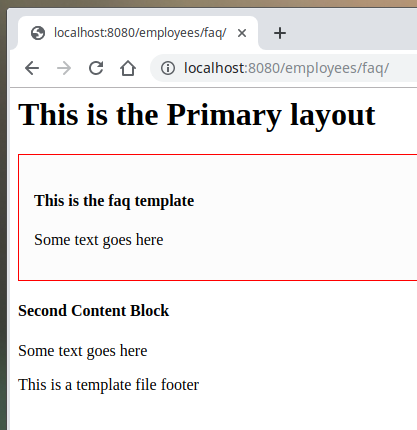 localhost:8080/employees/faq/
localhost:8080/employees/faq/
This is the Primary layout
This is the faq template
Some text goes here
Second Content Block
Some text goes here
This is a template file footer